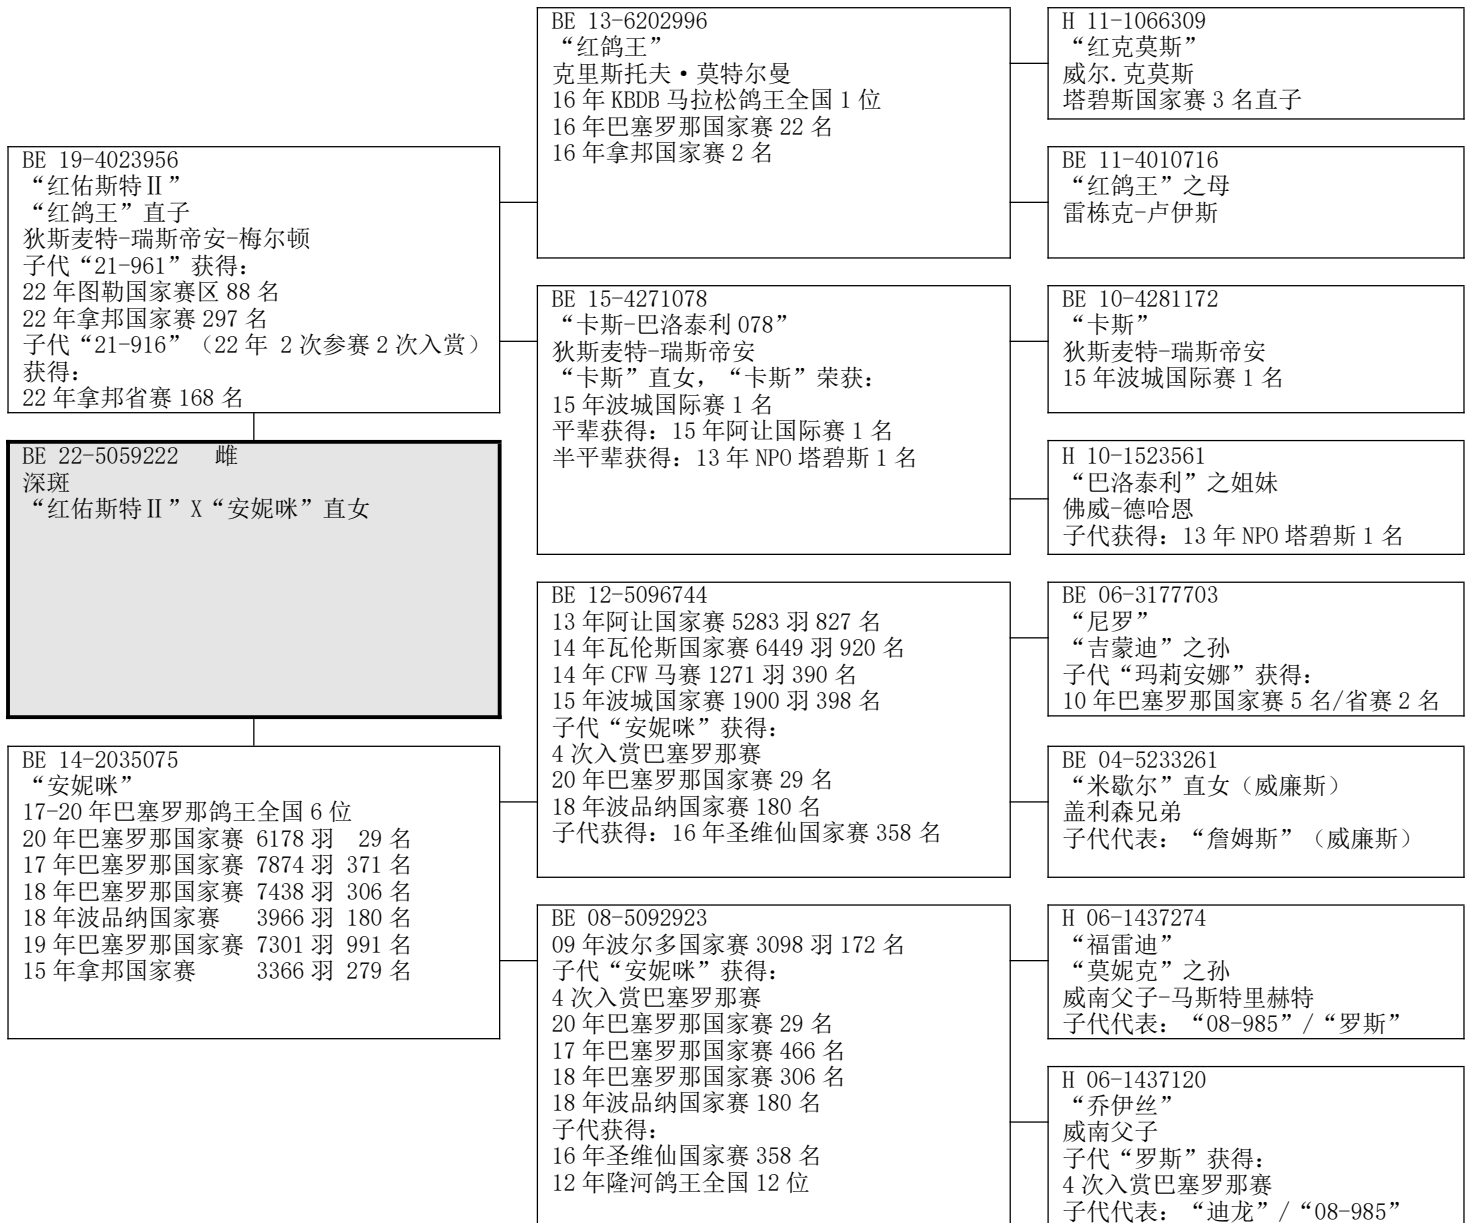 BE 19-4023956
“红佑斯特Ⅱ”
“红鸽王”直子
狄斯麦特-瑞斯帝安-梅尔顿
子代“21-961”获得：
22 年图勒国家赛区 88 名
22 年拿邦国家赛 297 名
子代“21-916”（22 年 2 次参赛 2 次入赏）
获得：
22 年拿邦省赛 168 名
BE 22-5059222 雌
深斑
“红佑斯特Ⅱ”X“安妮咪”直女
BE 14-2035075
“安妮咪”
17-20 年巴塞罗那鸽王全国 6 位
20 年巴塞罗那国家赛 6178 羽 29 名
17 年巴塞罗那国家赛 7874 羽 371 名
18 年巴塞罗那国家赛 7438 羽 306 名
18 年波品纳国家赛 3966 羽 180 名
19 年巴塞罗那国家赛 7301 羽 991 名
15 年拿邦国家赛 3366 羽 279 名
BE 13-6202996
“红鸽王”
克里斯托夫·莫特尔曼
16 年 KBDB 马拉松鸽王全国 1 位
16 年巴塞罗那国家赛 22 名
16 年拿邦国家赛 2 名
BE 15-4271078
“卡斯-巴洛泰利 078”
狄斯麦特-瑞斯帝安
“卡斯”直女，“卡斯”荣获：
15 年波城国际赛 1 名
平辈获得：15 年阿让国际赛 1 名
半平辈获得：13 年 NPO 塔碧斯 1 名
BE 12-5096744
13 年阿让国家赛 5283 羽 827 名
14 年瓦伦斯国家赛 6449 羽 920 名
14 年 CFW 马赛 1271 羽 390 名
15 年波城国家赛 1900 羽 398 名
子代“安妮咪”获得：
4 次入赏巴塞罗那赛
20 年巴塞罗那国家赛 29 名
18 年波品纳国家赛 180 名
子代获得：16 年圣维仙国家赛 358 名
BE 08-5092923
09 年波尔多国家赛 3098 羽 172 名
子代“安妮咪”获得：
4 次入赏巴塞罗那赛
20 年巴塞罗那国家赛 29 名
17 年巴塞罗那国家赛 466 名
18 年巴塞罗那国家赛 306 名
18 年波品纳国家赛 180 名
子代获得：
16 年圣维仙国家赛 358 名
12 年隆河鸽王全国 12 位
H 11-1066309
“红克莫斯”
威尔.克莫斯
塔碧斯国家赛 3 名直子
BE 11-4010716
“红鸽王”之母
雷栋克-卢伊斯
BE 10-4281172
“卡斯”
狄斯麦特-瑞斯帝安
15 年波城国际赛 1 名
H 10-1523561
“巴洛泰利”之姐妹
佛威-德哈恩
子代获得：13 年 NPO 塔碧斯 1 名
BE 06-3177703
“尼罗”
“吉蒙迪”之孙
子代“玛莉安娜”获得：
10 年巴塞罗那国家赛 5 名/省赛 2 名
BE 04-5233261
“米歇尔”直女（威廉斯）
盖利森兄弟
子代代表：“詹姆斯”（威廉斯）
H 06-1437274
“福雷迪”
“莫妮克”之孙
威南父子-马斯特里赫特
子代代表：“08-985”/“罗斯”
H 06-1437120
“乔伊丝”
威南父子
子代“罗斯”获得：
4 次入赏巴塞罗那赛
子代代表：“迪龙”/“08-985”